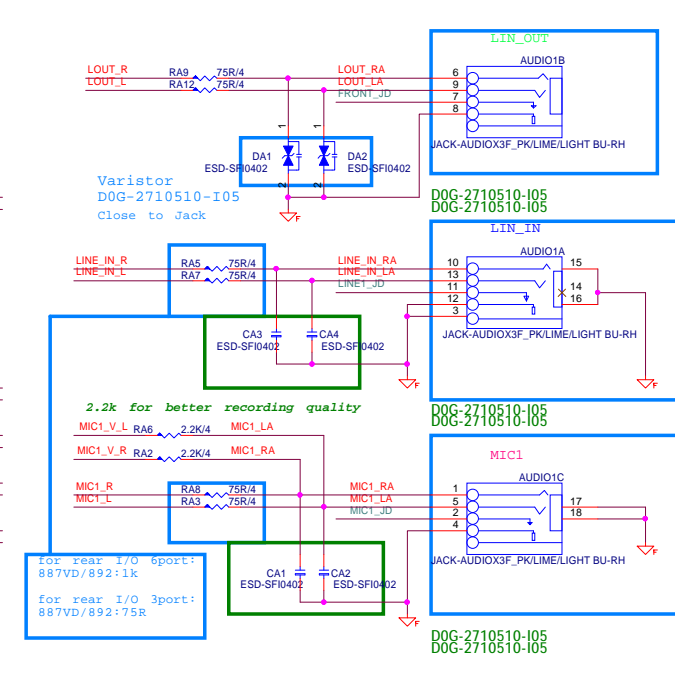 LIN_OUT
AUDIO1B
LOUT_R RA9 75R/4 LOUT_RA 6
LOUT_L RA12 75R/4 LOUT_LA 9
FRONT_JD 7
8
1 1
JACK-AUDIOX3F_PK/LIME/LIGHT BU-RH
DA1 DA2
ESD-SFI0402 ESD-SFI0402
2 2
Varistor
D0G-2710510-I05
Close to Jack
F
D0G-2710510-I05
D0G-2710510-I05
LIN_IN
AUDIO1A
LINE_IN_R RA5 75R/4 LINE_IN_RA 10 15
LINE_IN_L RA7 75R/4 LINE_IN_LA 13
LINE1_JD 11 14
12 16
3
CA3 CA4
ESD-SFI0402 ESD-SFI0402
JACK-AUDIOX3F_PK/LIME/LIGHT BU-RH
F F
2.2k for better recording quality
D0G-2710510-I05
D0G-2710510-I05
MIC1_V_L RA6 2.2K/4 MIC1_LA
MIC1_V_R RA2 2.2K/4 MIC1_RA
MIC1
AUDIO1C
MIC1_R RA8 75R/4 MIC1_RA 1
MIC1_L RA3 75R/4 MIC1_LA 5 17
MIC1_JD 2 18
4
F
JACK-AUDIOX3F_PK/LIME/LIGHT BU-RH
CA1 CA2
ESD-SFI0402 ESD-SFI0402
for rear I/O 6port:
887VD/892:1k
for rear I/O 3port:
887VD/892:75R
F
D0G-2710510-I05
D0G-2710510-I05